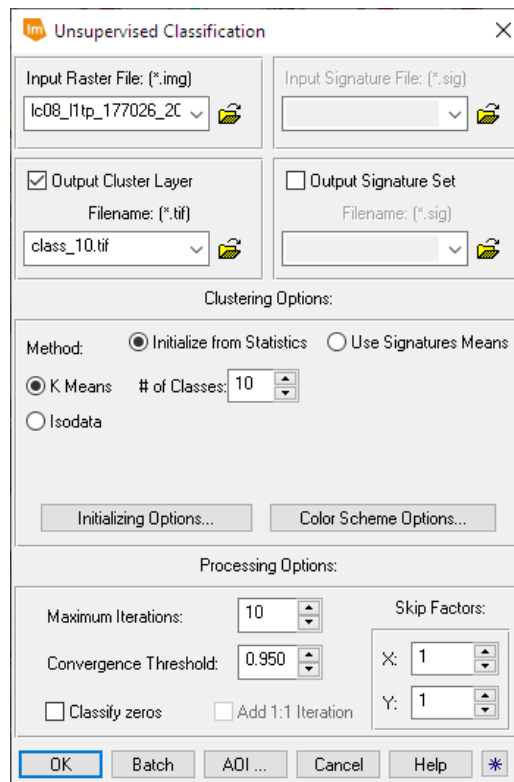 Im Unsupervised Classification
Input Raster File: (*.img)
Input Signature File: (*.sig)
lc08_l1tp_177026_20
Output Cluster Layer
Output Signature Set
Filename: (*.tif)
Filename: (*.sig)
class_10.tif
Clustering Options:
Method:
Initialize from Statistics
Use Signatures Means
K Means
# of Classes: 10
Isodata
Initializing Options...
Color Scheme Options...
Processing Options:
Maximum Iterations: 10
Skip Factors:
Convergence Threshold: 0.950
X: 1
Y: 1
Classify zeros
Add 1:1 Iteration
OK
Batch
AOI ...
Cancel
Help